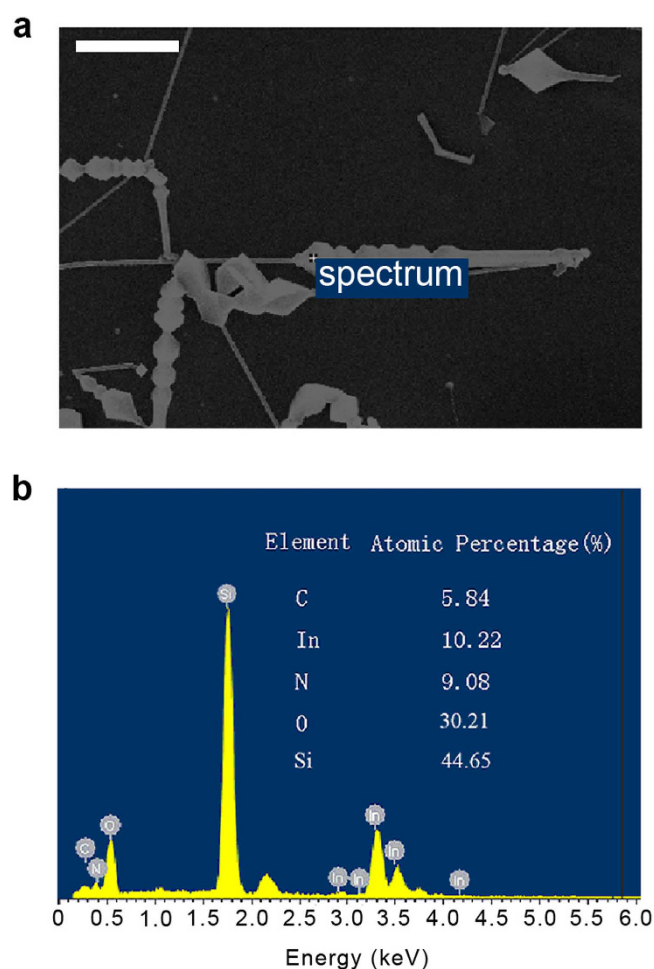 a
spectrum
b
Element Atomic Percentage(%)
C 5.84
In 10.22
N 9.08
O 30.21
Si 44.65
Si
C
N
O
In
In
In
In
In
0 0.5 1.0 1.5 2.0 2.5 3.0 3.5 4.0 4.5 5.0 5.5 6.0
Energy (keV)